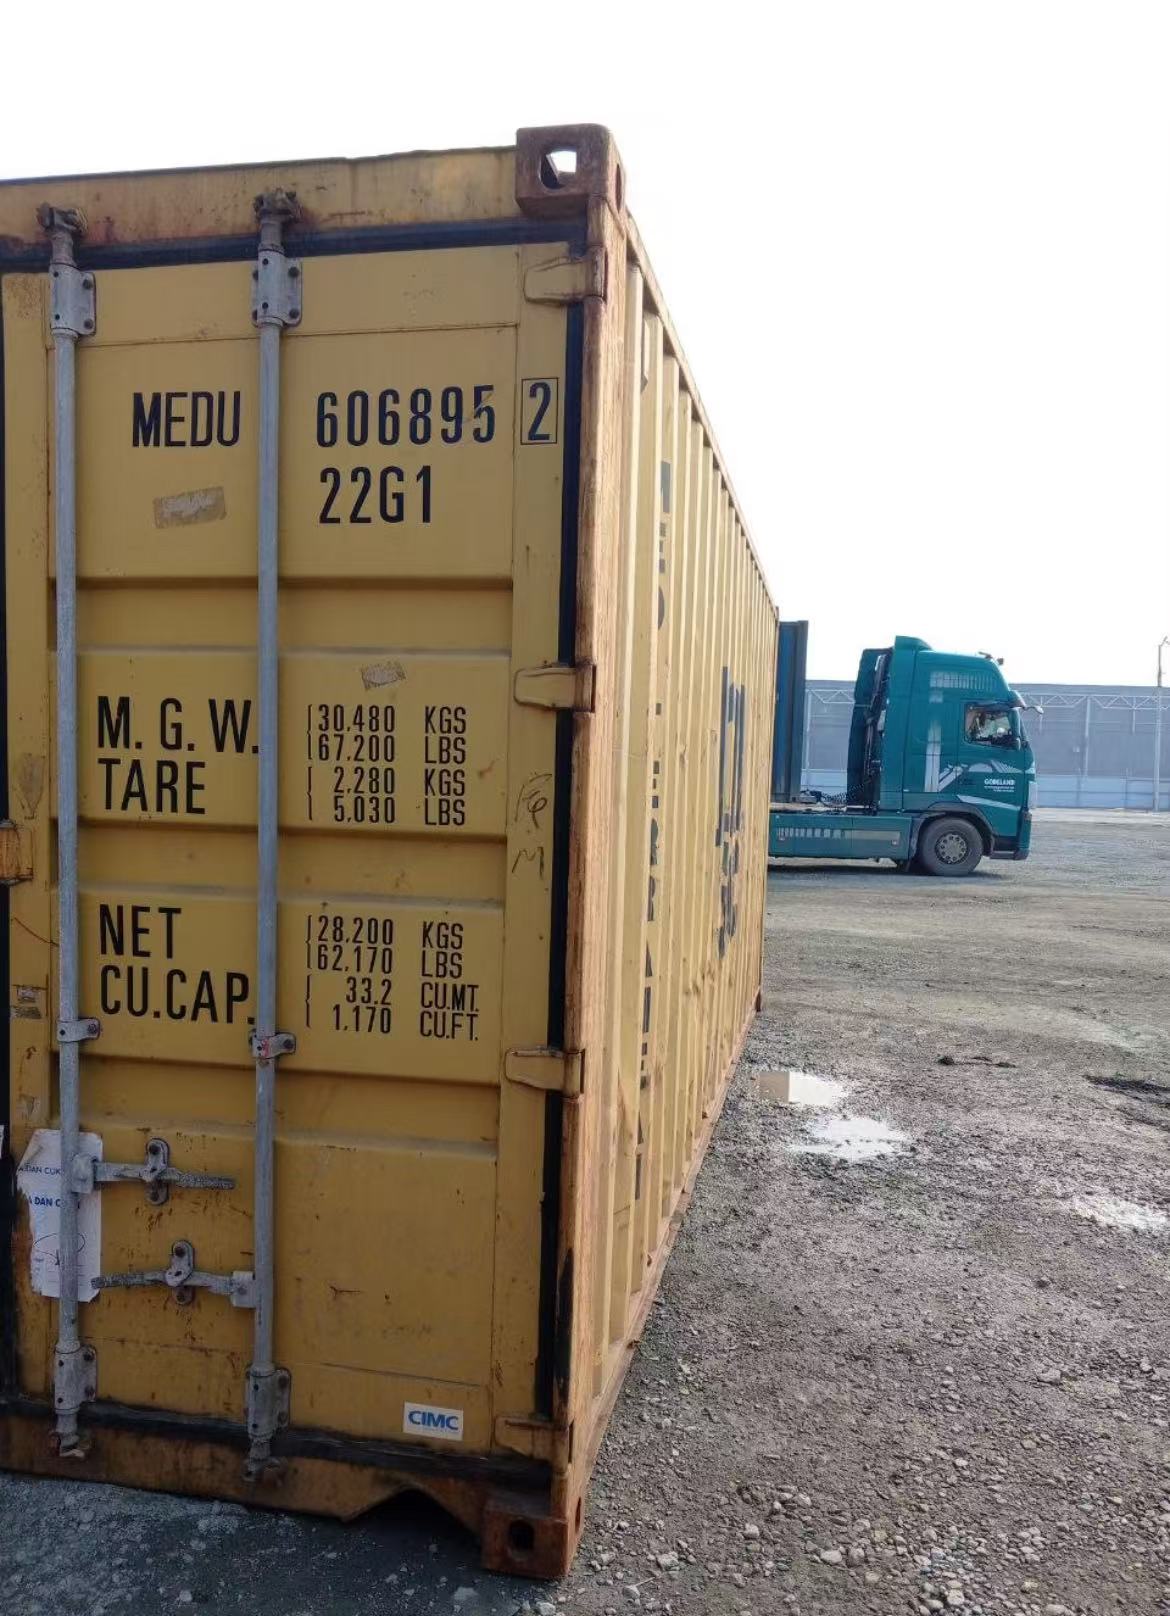 MEDU 606895 2
22G1
M. G. W. 30,480 KGS
67,200 LBS
TARE 2,280 KGS
5,030 LBS
NET 28,200 KGS
62,170 LBS
CU.CAP. 33.2 CU.MT.
1,170 CU.FT.
CIMC